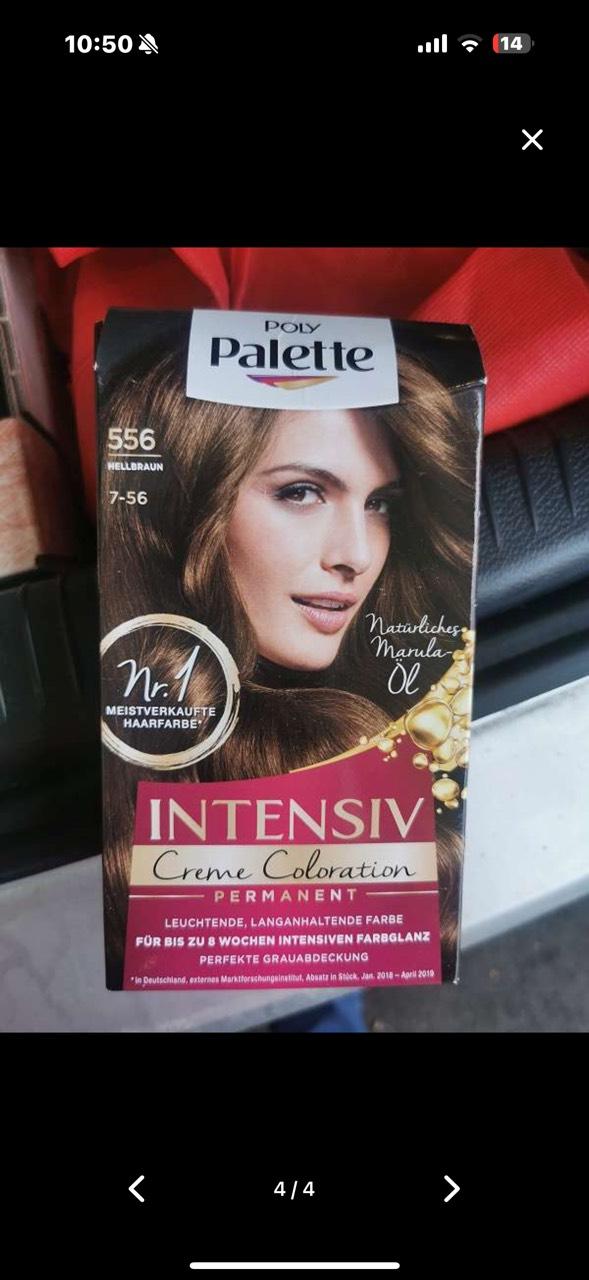 10:50
14
POLY
Palette
556
HELLBRAUN
7-56
Natürliches
Marula-
Öl
Nr.1
MEISTVERKAUFTE
HAARFARBE*
INTENSIV
Creme Coloration
PERMANENT
LEUCHTENDE, LANGANHALTENDE FARBE
FÜR BIS ZU 8 WOCHEN INTENSIVEN FARBGLANZ
PERFEKTE GRAUABDECKUNG
*In Deutschland, externes Marktforschungsinstitut, Absatz in Stück, Jan. 2018 – April 2019
4/4